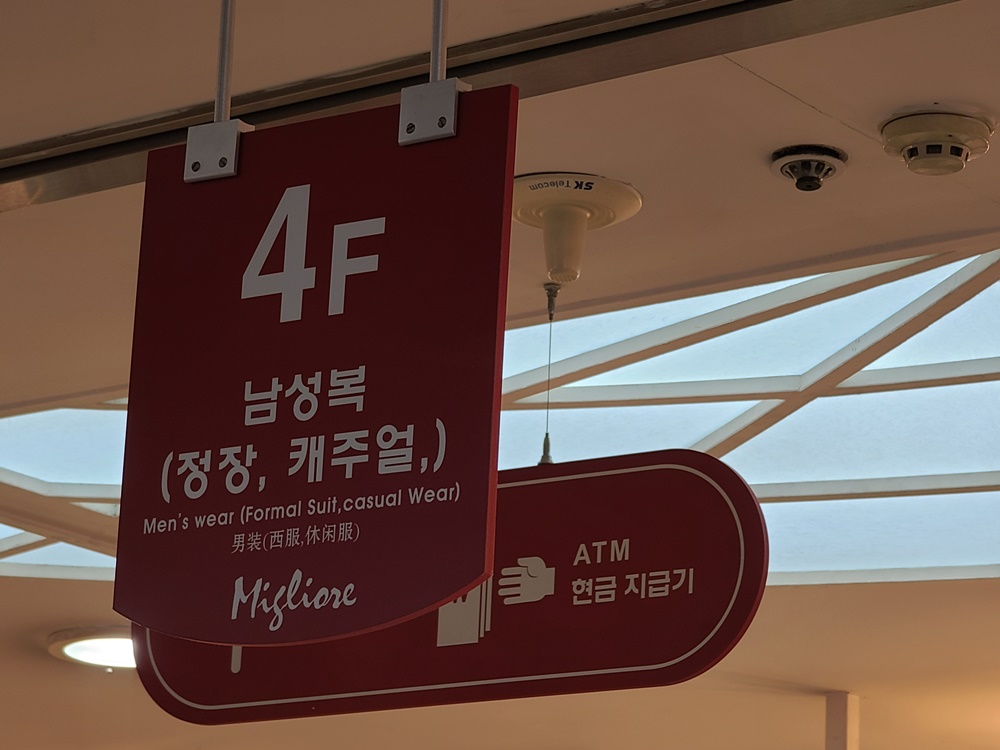 4F
남성복
(정장, 캐주얼,)
Men's wear (Formal Suit,casual Wear)
男装(西服,休闲服)
Migliore
SK Telecom
ATM
현금 지급기